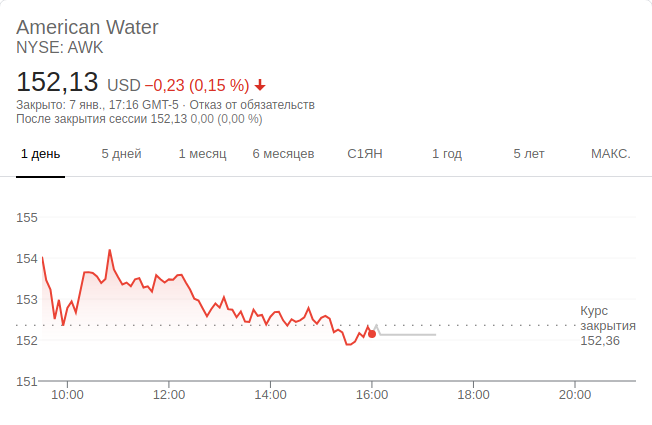 American Water
NYSE: AWK
152,13 USD −0,23 (0,15 %)
Закрыто: 7 янв., 17:16 GMT-5 · Отказ от обязательств
После закрытия сессии 152,13 0,00 (0,00 %)
1 день 5 дней 1 месяц 6 месяцев С1ЯН 1 год 5 лет МАКС.
155
154
153
Курс
закрытия
152,36
152
151
10:00 12:00 14:00 16:00 18:00 20:00